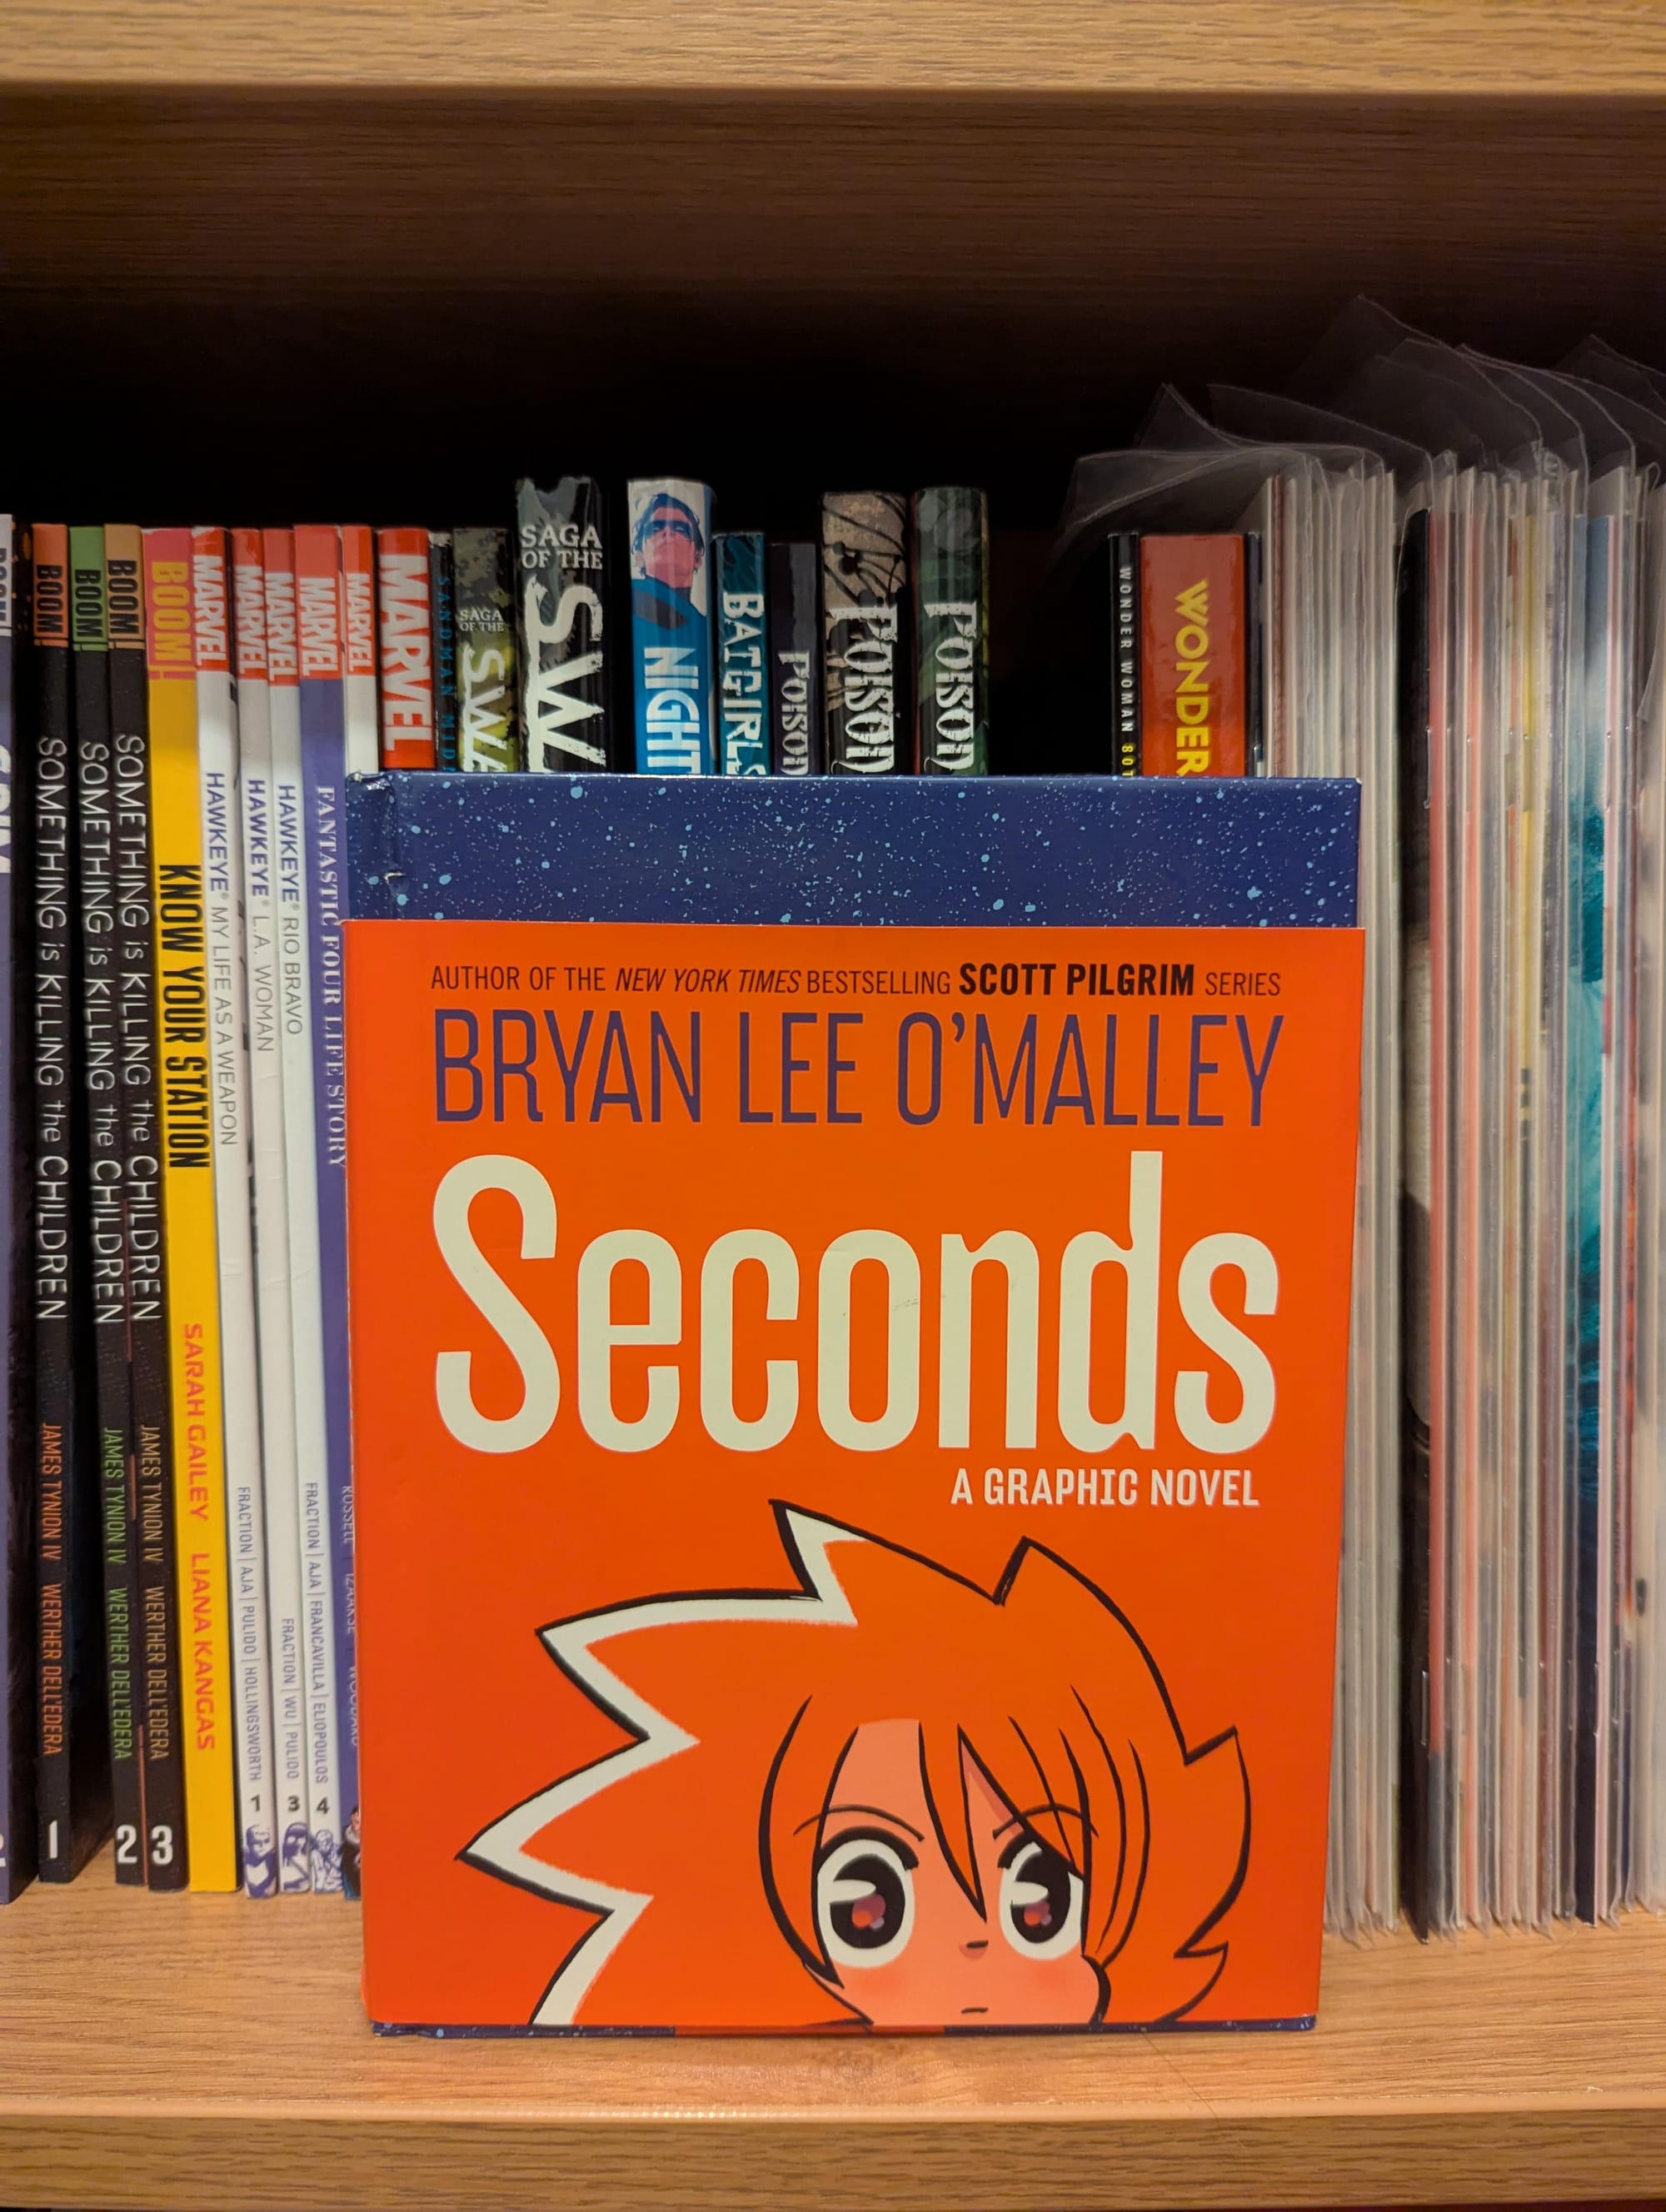 BOOM!
SOMETHING is KILLING the CHILDREN
JAMES TYNION IV WERTHER DELL'EDERA
1
BOOM!
SOMETHING is KILLING the CHILDREN
JAMES TYNION IV WERTHER DELL'EDERA
2
BOOM!
SOMETHING is KILLING the CHILDREN
JAMES TYNION IV WERTHER DELL'EDERA
3
BOOM!
KNOW YOUR STATION
SARAH GAILEY LIANA KANGAS
MARVEL
HAWKEYE® MY LIFE AS A WEAPON
FRACTION | AJA | PULIDO | HOLLINGSWORTH
1
MARVEL
HAWKEYE® L.A. WOMAN
FRACTION | WU | PULIDO
3
MARVEL
HAWKEYE® RIO BRAVO
FRACTION | AJA | FRANCAVILLA | ELIOPOULOS
4
MARVEL
FANTASTIC FOUR LIFE STORY
MARVEL
MARVEL
SANDMAN
SAGA
OF THE
SWA
SAGA
OF THE
SW
NIGHT
BATGIRLS
POISON
POISON
POISON
WONDER WOMAN
WONDER
AUTHOR OF THE NEW YORK TIMES BESTSELLING SCOTT PILGRIM SERIES
BRYAN LEE O'MALLEY
Seconds
A GRAPHIC NOVEL